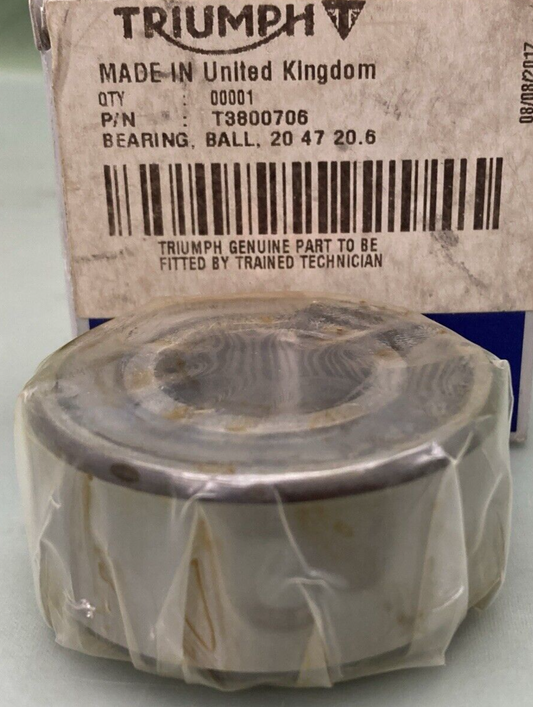 TRIUMPH
MADE IN United Kingdom
QTY : 00001
P/N : T3800706
BEARING, BALL, 20 47 20.6
TRIUMPH GENUINE PART TO BE
FITTED BY TRAINED TECHNICIAN
08/08/2017